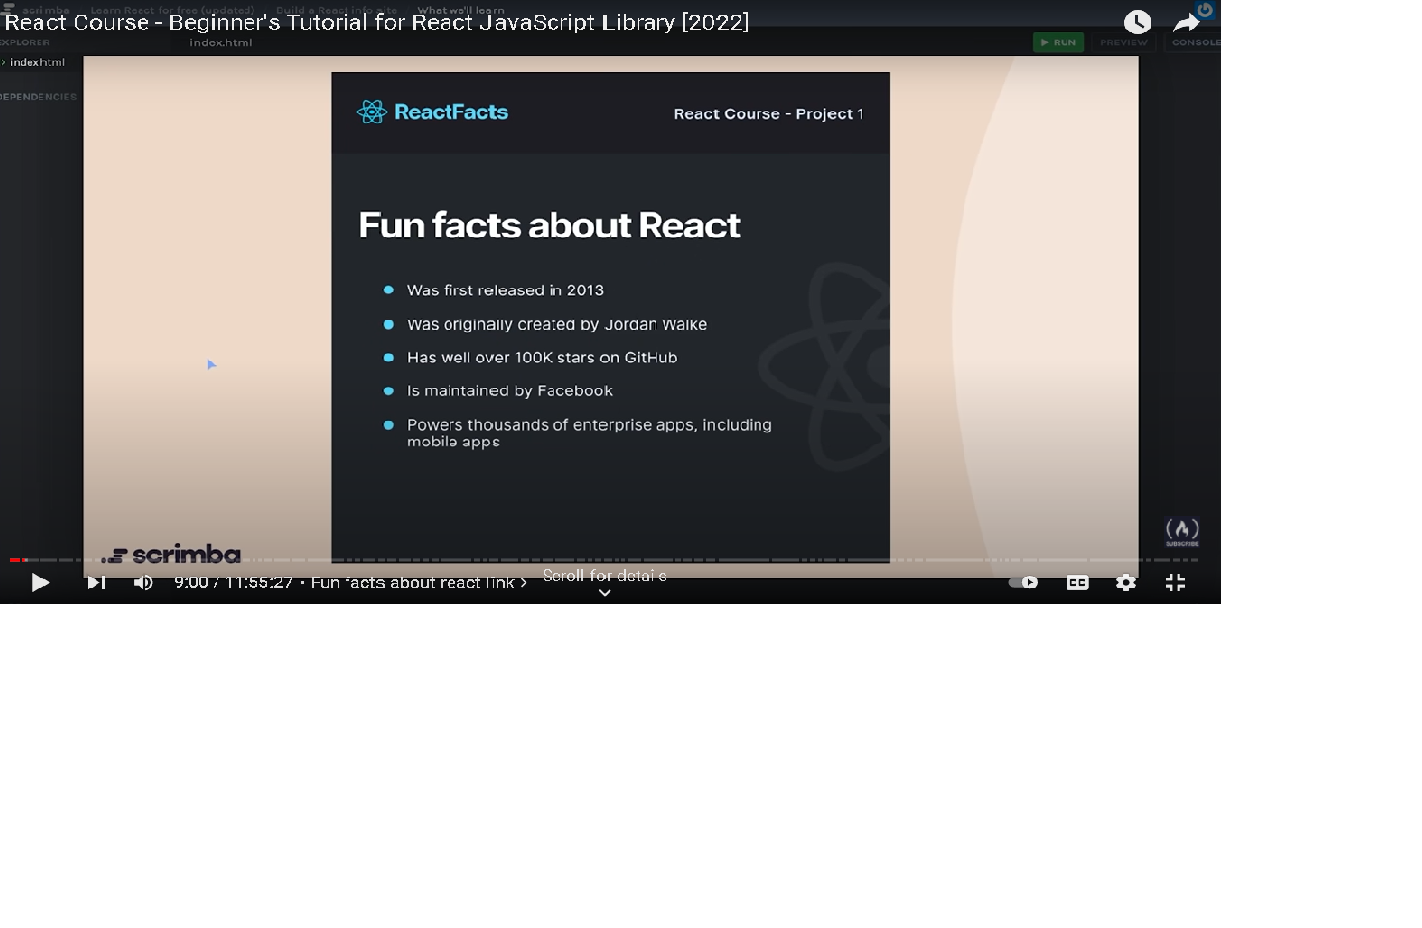 scrimba / Learn React for free (updated) / Build a React info site / What we'll learn
React Course - Beginner's Tutorial for React JavaScript Library [2022]
EXPLORER
index.html
RUN
PREVIEW
CONSOLE
index.html
DEPENDENCIES
ReactFacts
React Course - Project 1
Fun facts about React
Was first released in 2013
Was originally created by Jordan Walke
Has well over 100K stars on GitHub
Is maintained by Facebook
Powers thousands of enterprise apps, including
mobile apps
SUBSCRIBE
scrimba
9:00 / 11:55:27 • Fun facts about react link
Scroll for details
CC